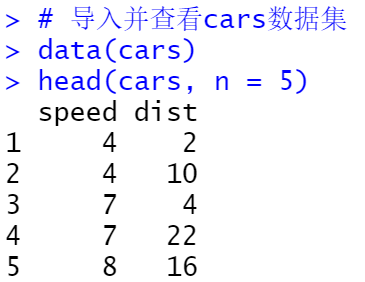 > # 导入并查看cars数据集
> data(cars)
> head(cars, n = 5)
  speed dist
1     4    2
2     4   10
3     7    4
4     7   22
5     8   16